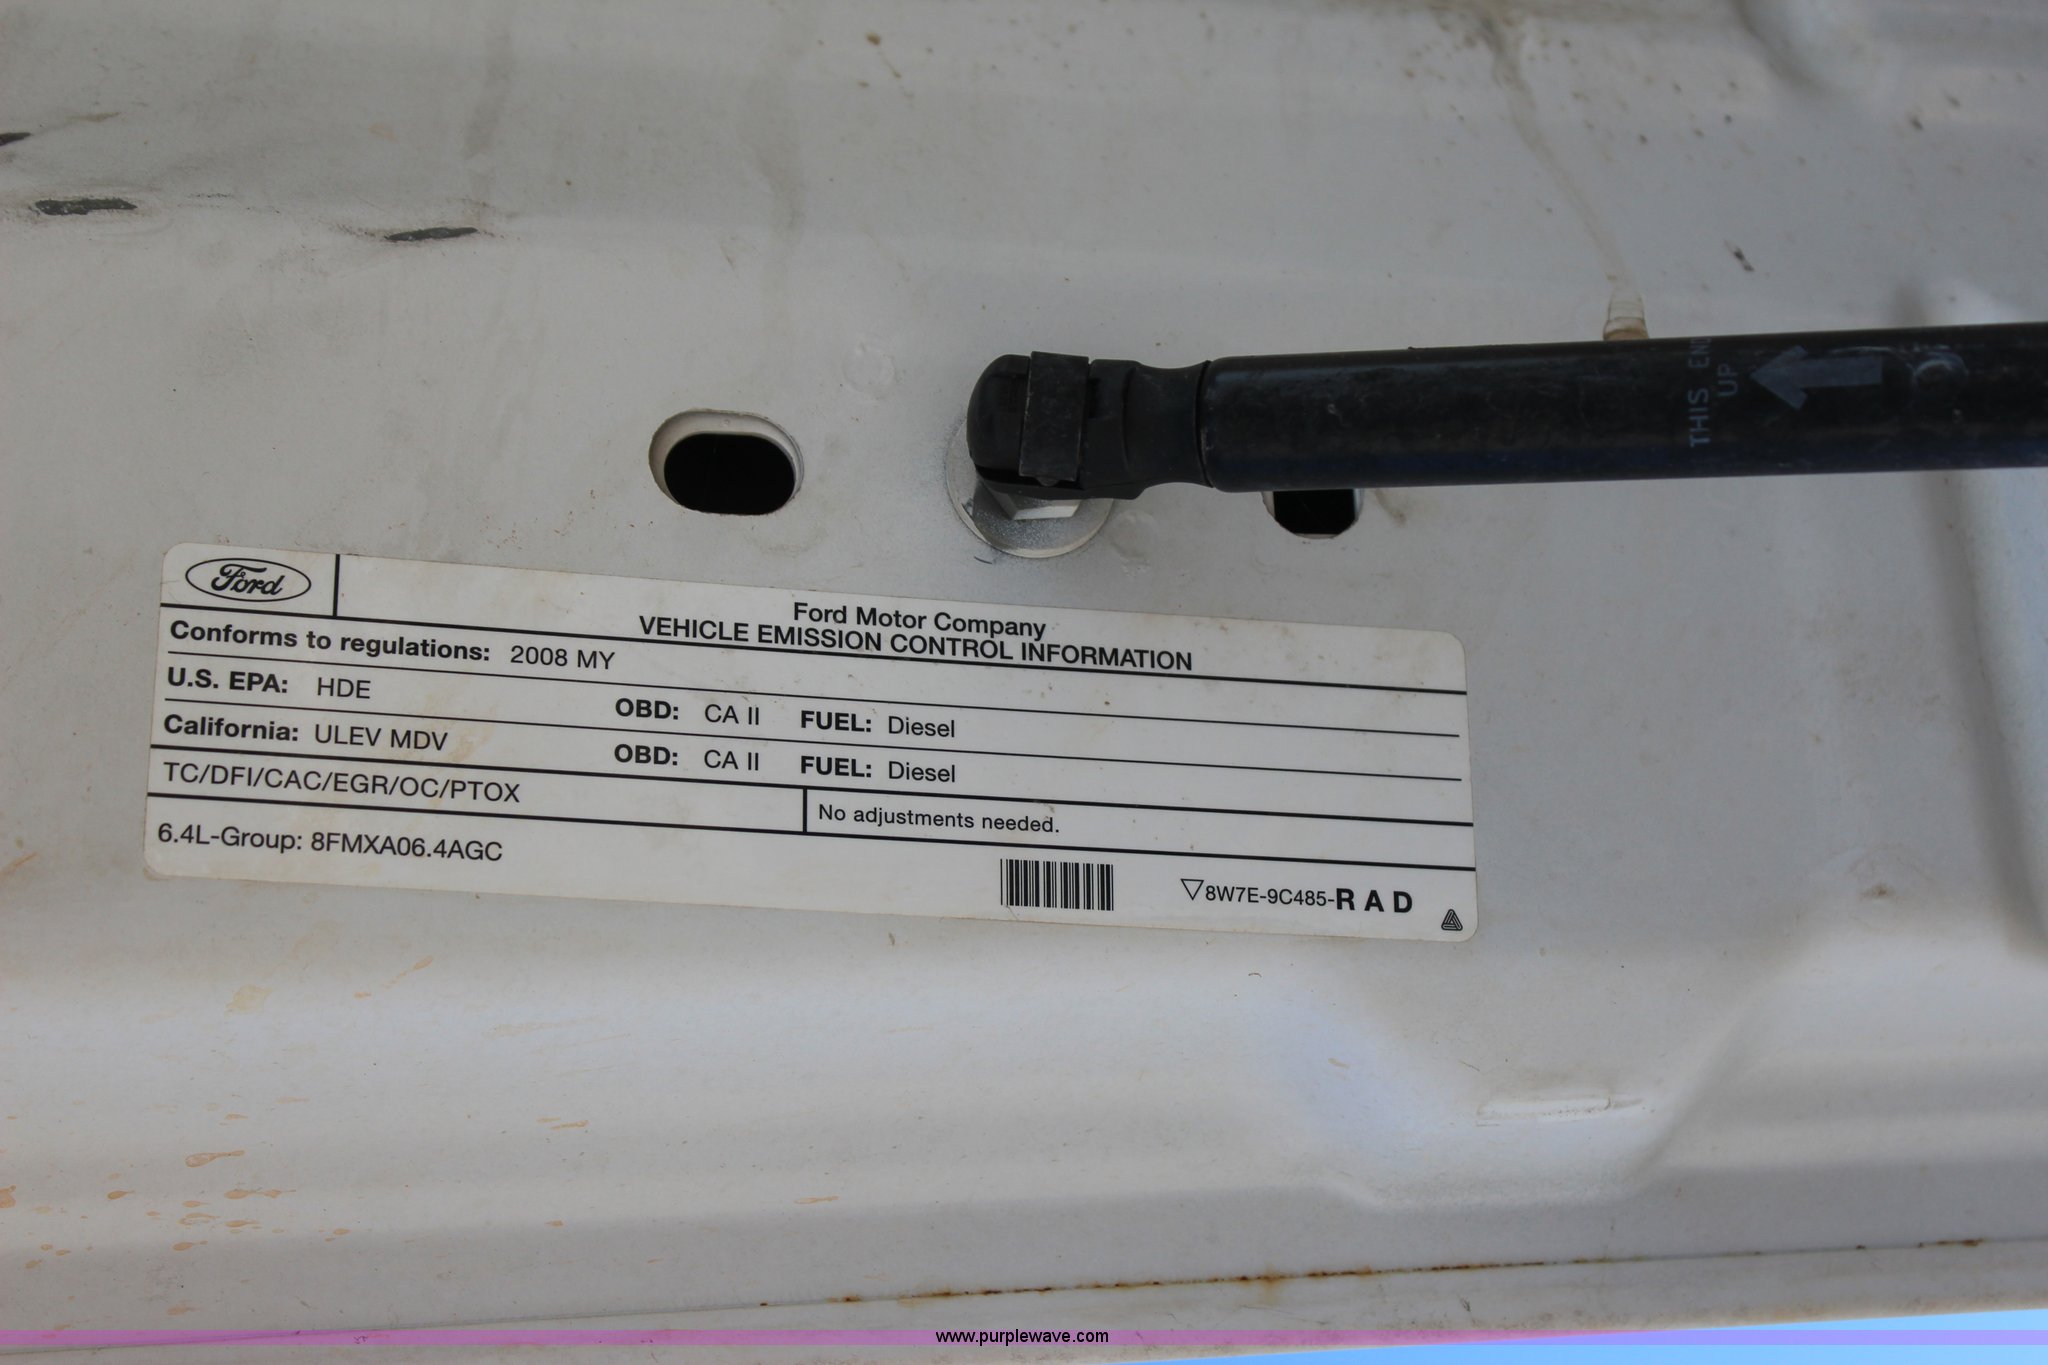 THIS END
UP
Ford
Ford Motor Company
VEHICLE EMISSION CONTROL INFORMATION
Conforms to regulations: 2008 MY
U.S. EPA: HDE OBD: CA II FUEL: Diesel
California: ULEV MDV OBD: CA II FUEL: Diesel
TC/DFI/CAC/EGR/OC/PTOX
No adjustments needed.
6.4L-Group: 8FMXA06.4AGC
8W7E-9C485-R A D
www.purplewave.com